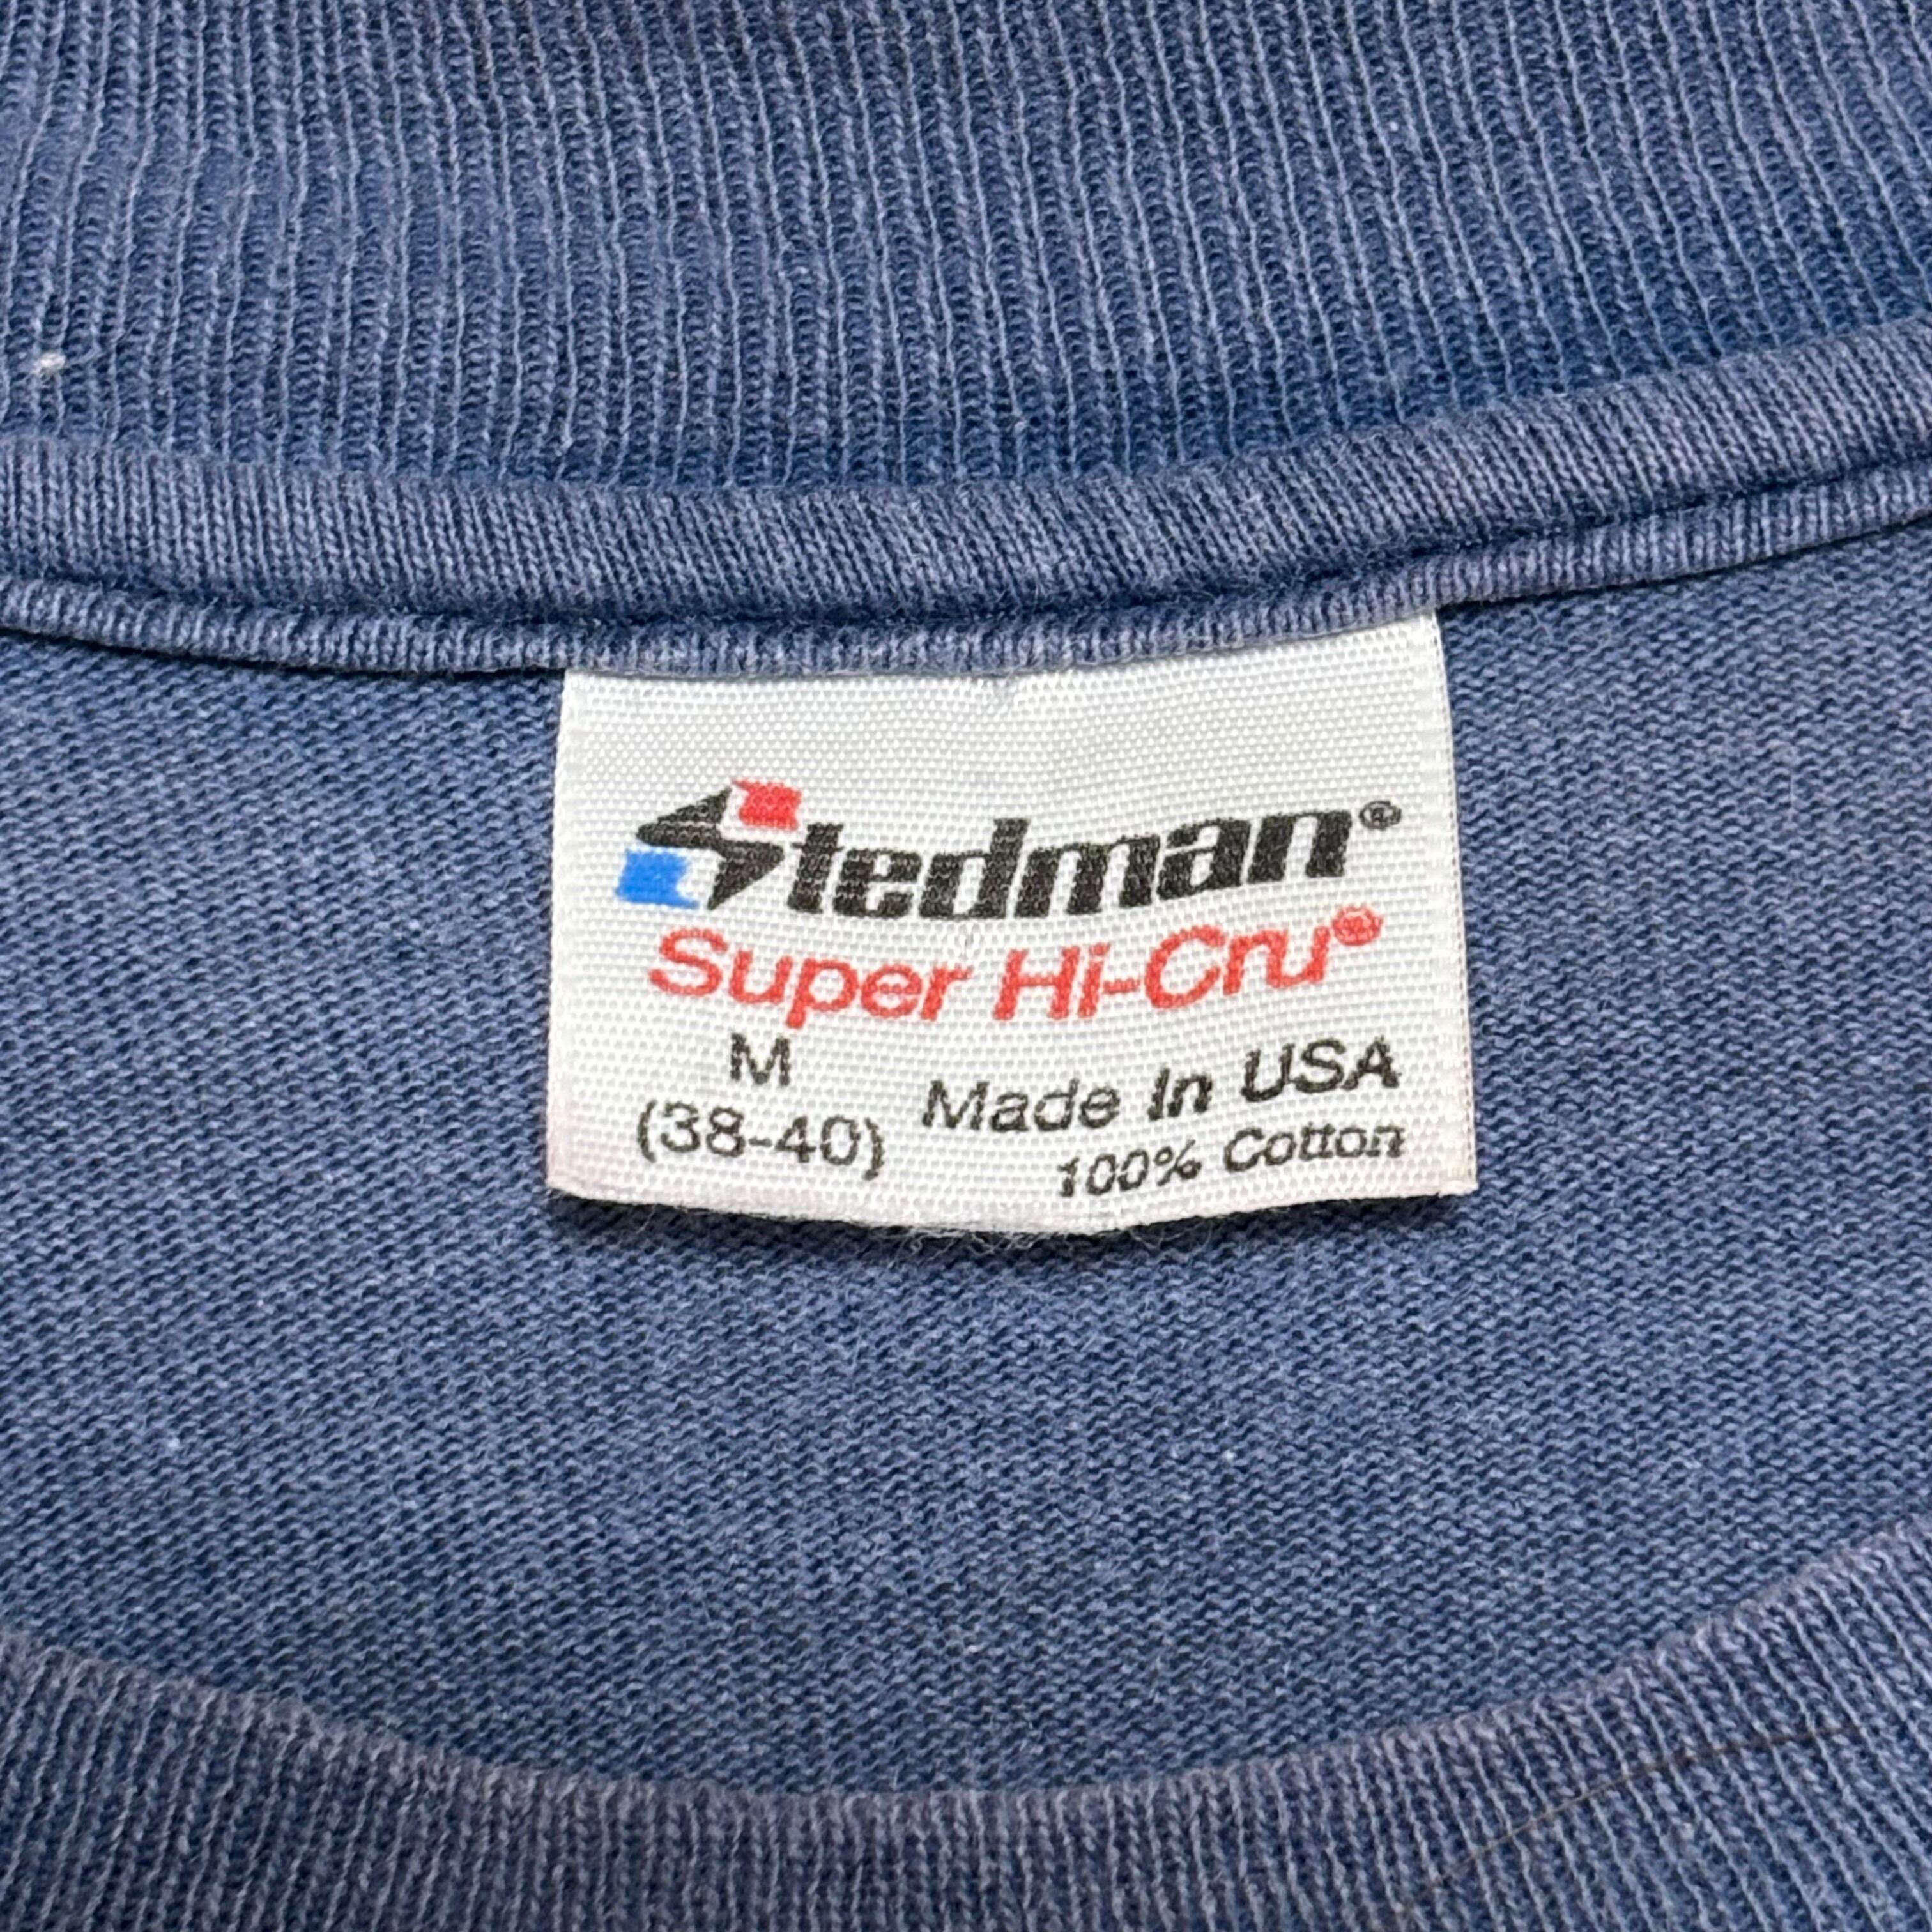 Stedman®
Super Hi-Cru®
M
(38-40)
Made In USA
100% Cotton